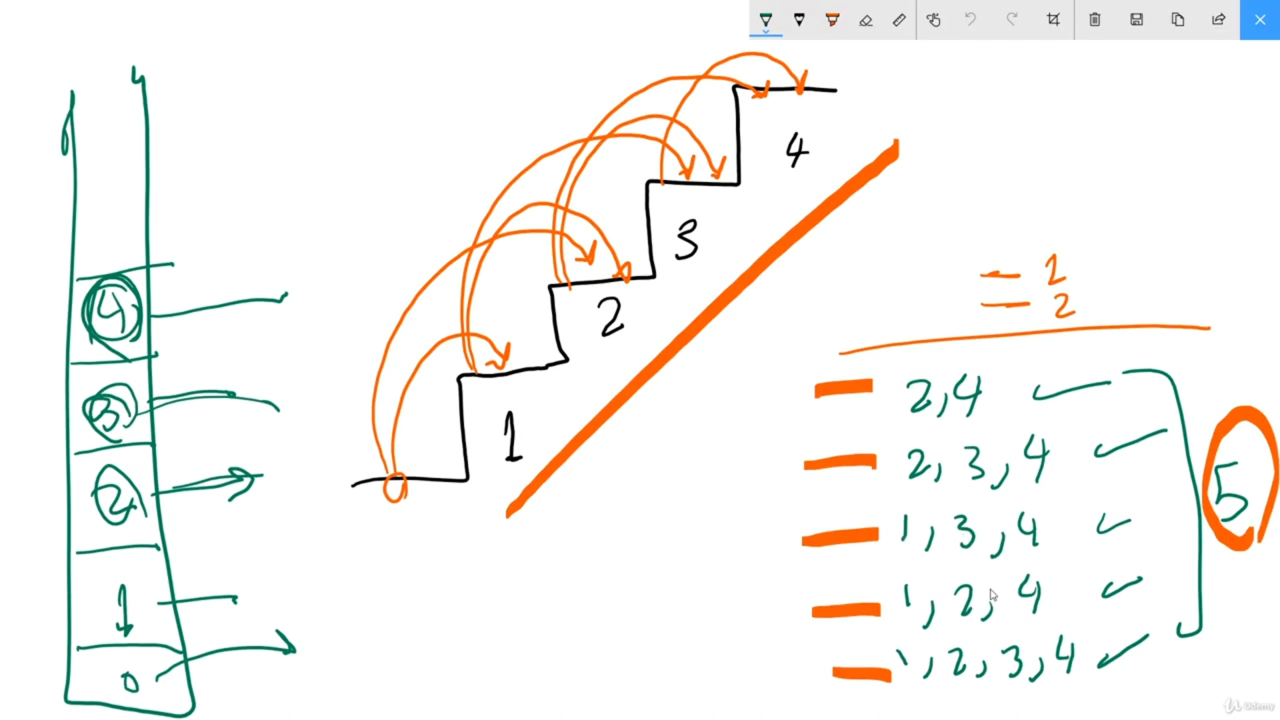 4
3
2
1
0
1
2
3
4
= 2
= 2
2,4
2, 3, 4
1, 3, 4
1, 2, 4
1, 2, 3, 4
5
Udemy